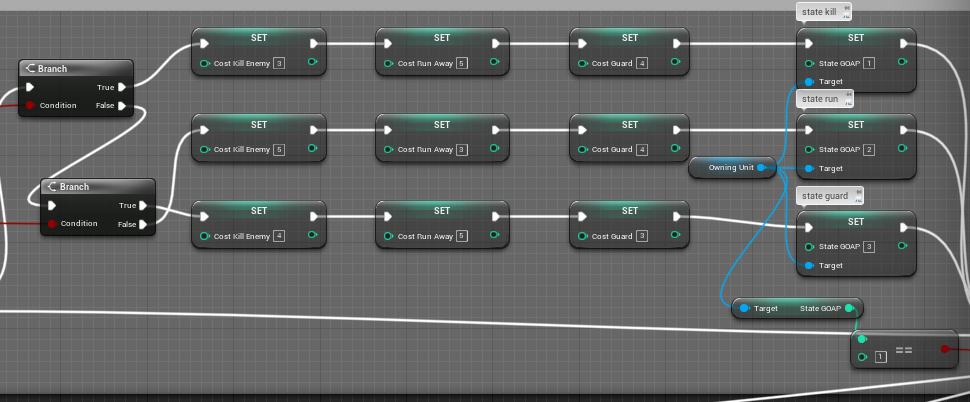 state kill
SET
SET
SET
SET
Cost Kill Enemy 3
Cost Run Away 5
Cost Guard 4
State GOAP 1
Target
Branch
True
Condition
False
state run
SET
SET
SET
SET
Cost Kill Enemy 5
Cost Run Away 3
Cost Guard 4
State GOAP 2
Target
Owning Unit
Branch
True
Condition
False
state guard
SET
SET
SET
SET
Cost Kill Enemy 4
Cost Run Away 5
Cost Guard 3
State GOAP 3
Target
Target State GOAP
1 ==